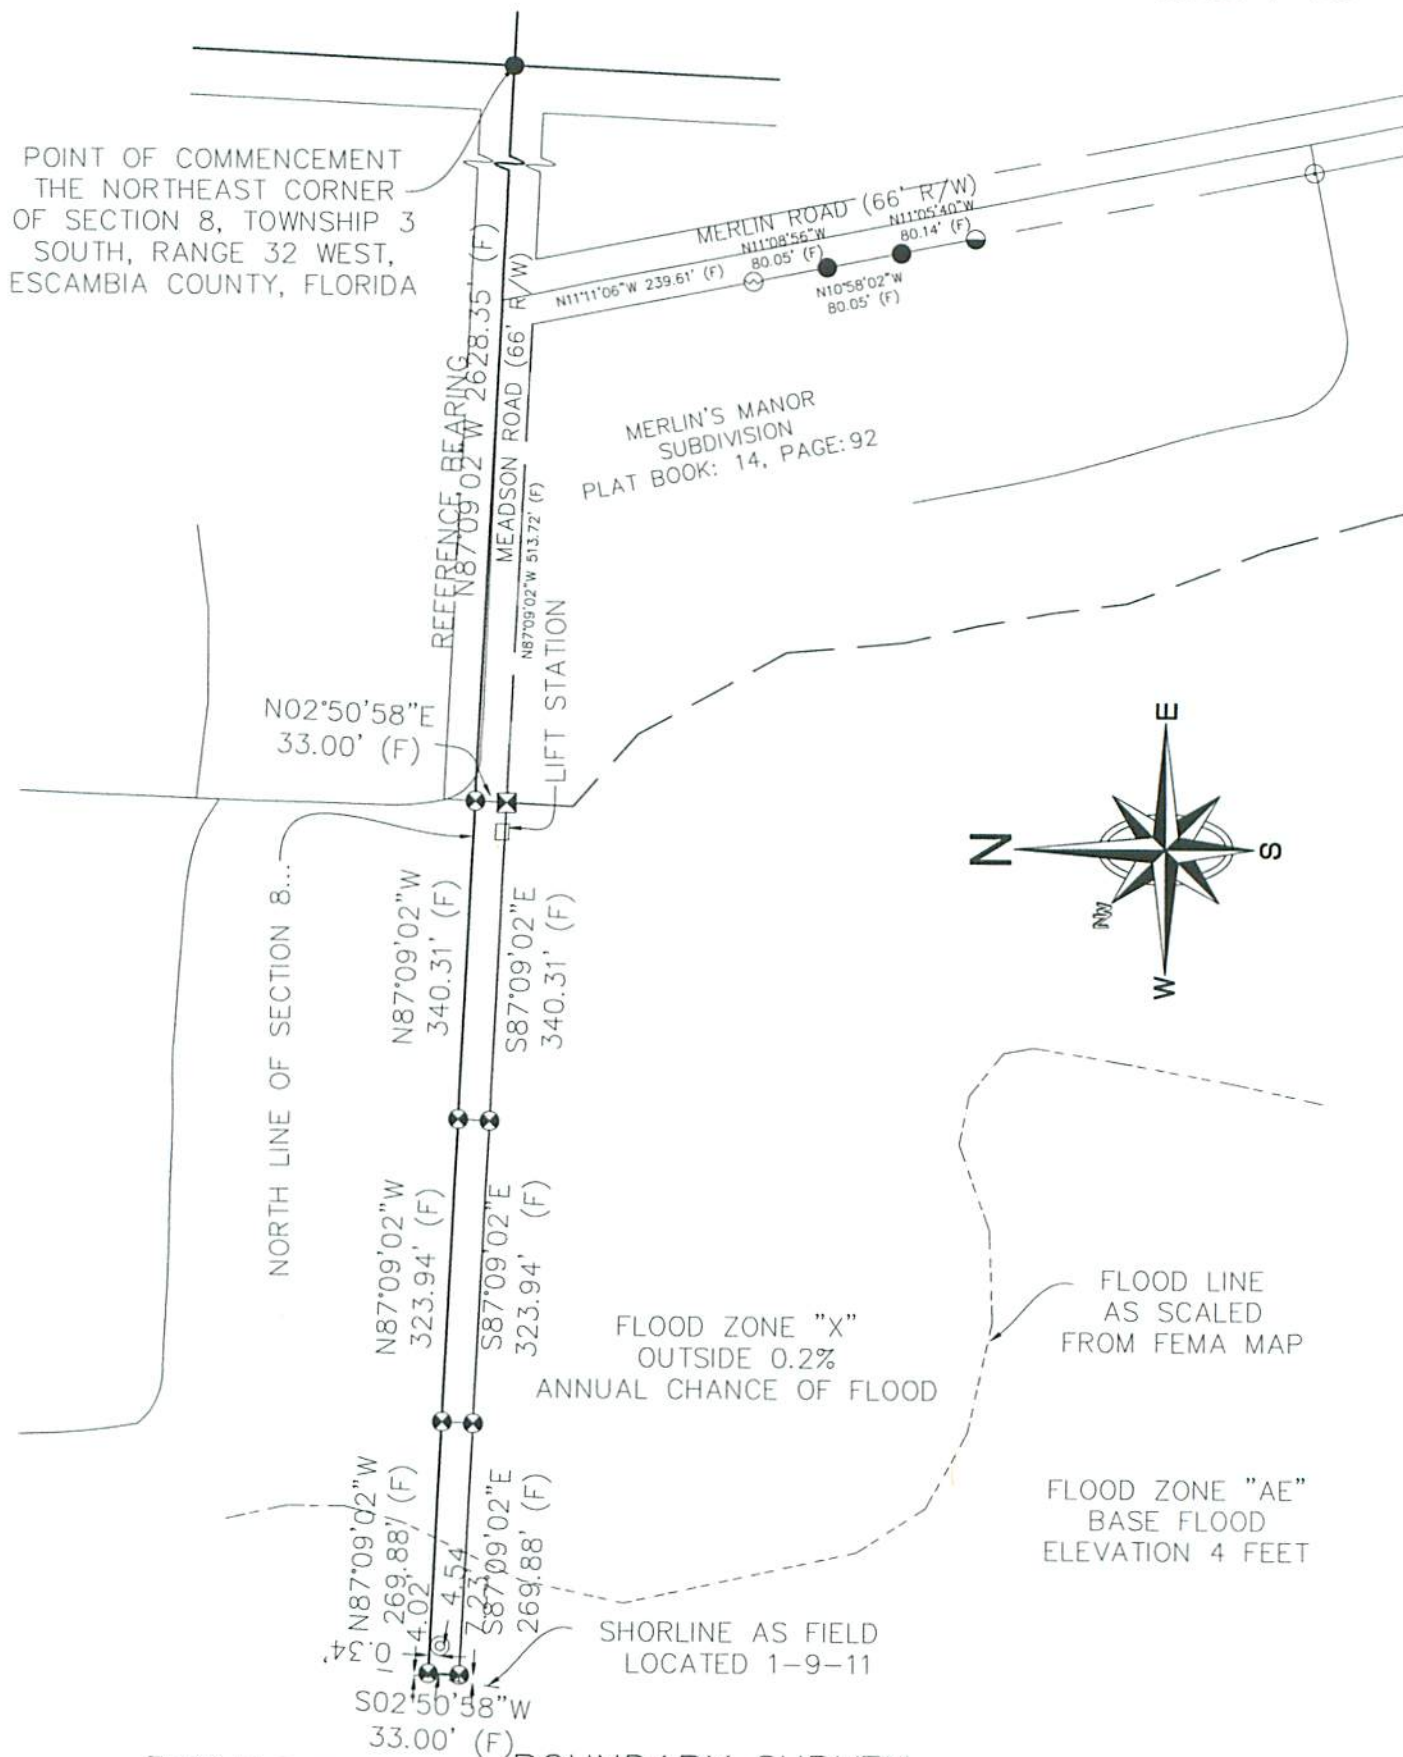 POINT OF COMMENCEMENT
THE NORTHEAST CORNER
OF SECTION 8, TOWNSHIP 3
SOUTH, RANGE 32 WEST,
ESCAMBIA COUNTY, FLORIDA
MERLIN ROAD (66' R/W)
N11°11'06"W 239.61' (F)
N11°08'56"W
80.05' (F)
N10°58'02"W
80.05' (F)
N11°05'40"W
80.14' (F)
REFERENCE BEARING
N87°09'02"W 2628.35' (F)
MEADSON ROAD (66' R/W)
N87°09'02"W 513.72' (F)
MERLIN'S MANOR
SUBDIVISION
PLAT BOOK: 14, PAGE: 92
LIFT STATION
N02°50'58"E
33.00' (F)
NORTH LINE OF SECTION 8...
N87°09'02"W
340.31' (F)
S87°09'02"E
340.31' (F)
E
N
S
NW
W
N87°09'02"W
323.94' (F)
S87°09'02"E
323.94' (F)
FLOOD ZONE "X"
OUTSIDE 0.2%
ANNUAL CHANCE OF FLOOD
FLOOD LINE
AS SCALED
FROM FEMA MAP
FLOOD ZONE "AE"
BASE FLOOD
ELEVATION 4 FEET
N87°09'02"W
269.88' (F)
4.02
4.54
7.23
S87°09'02"E
269.88' (F)
0.34'
SHORLINE AS FIELD
LOCATED 1-9-11
S02°50'58"W
33.00' (F)